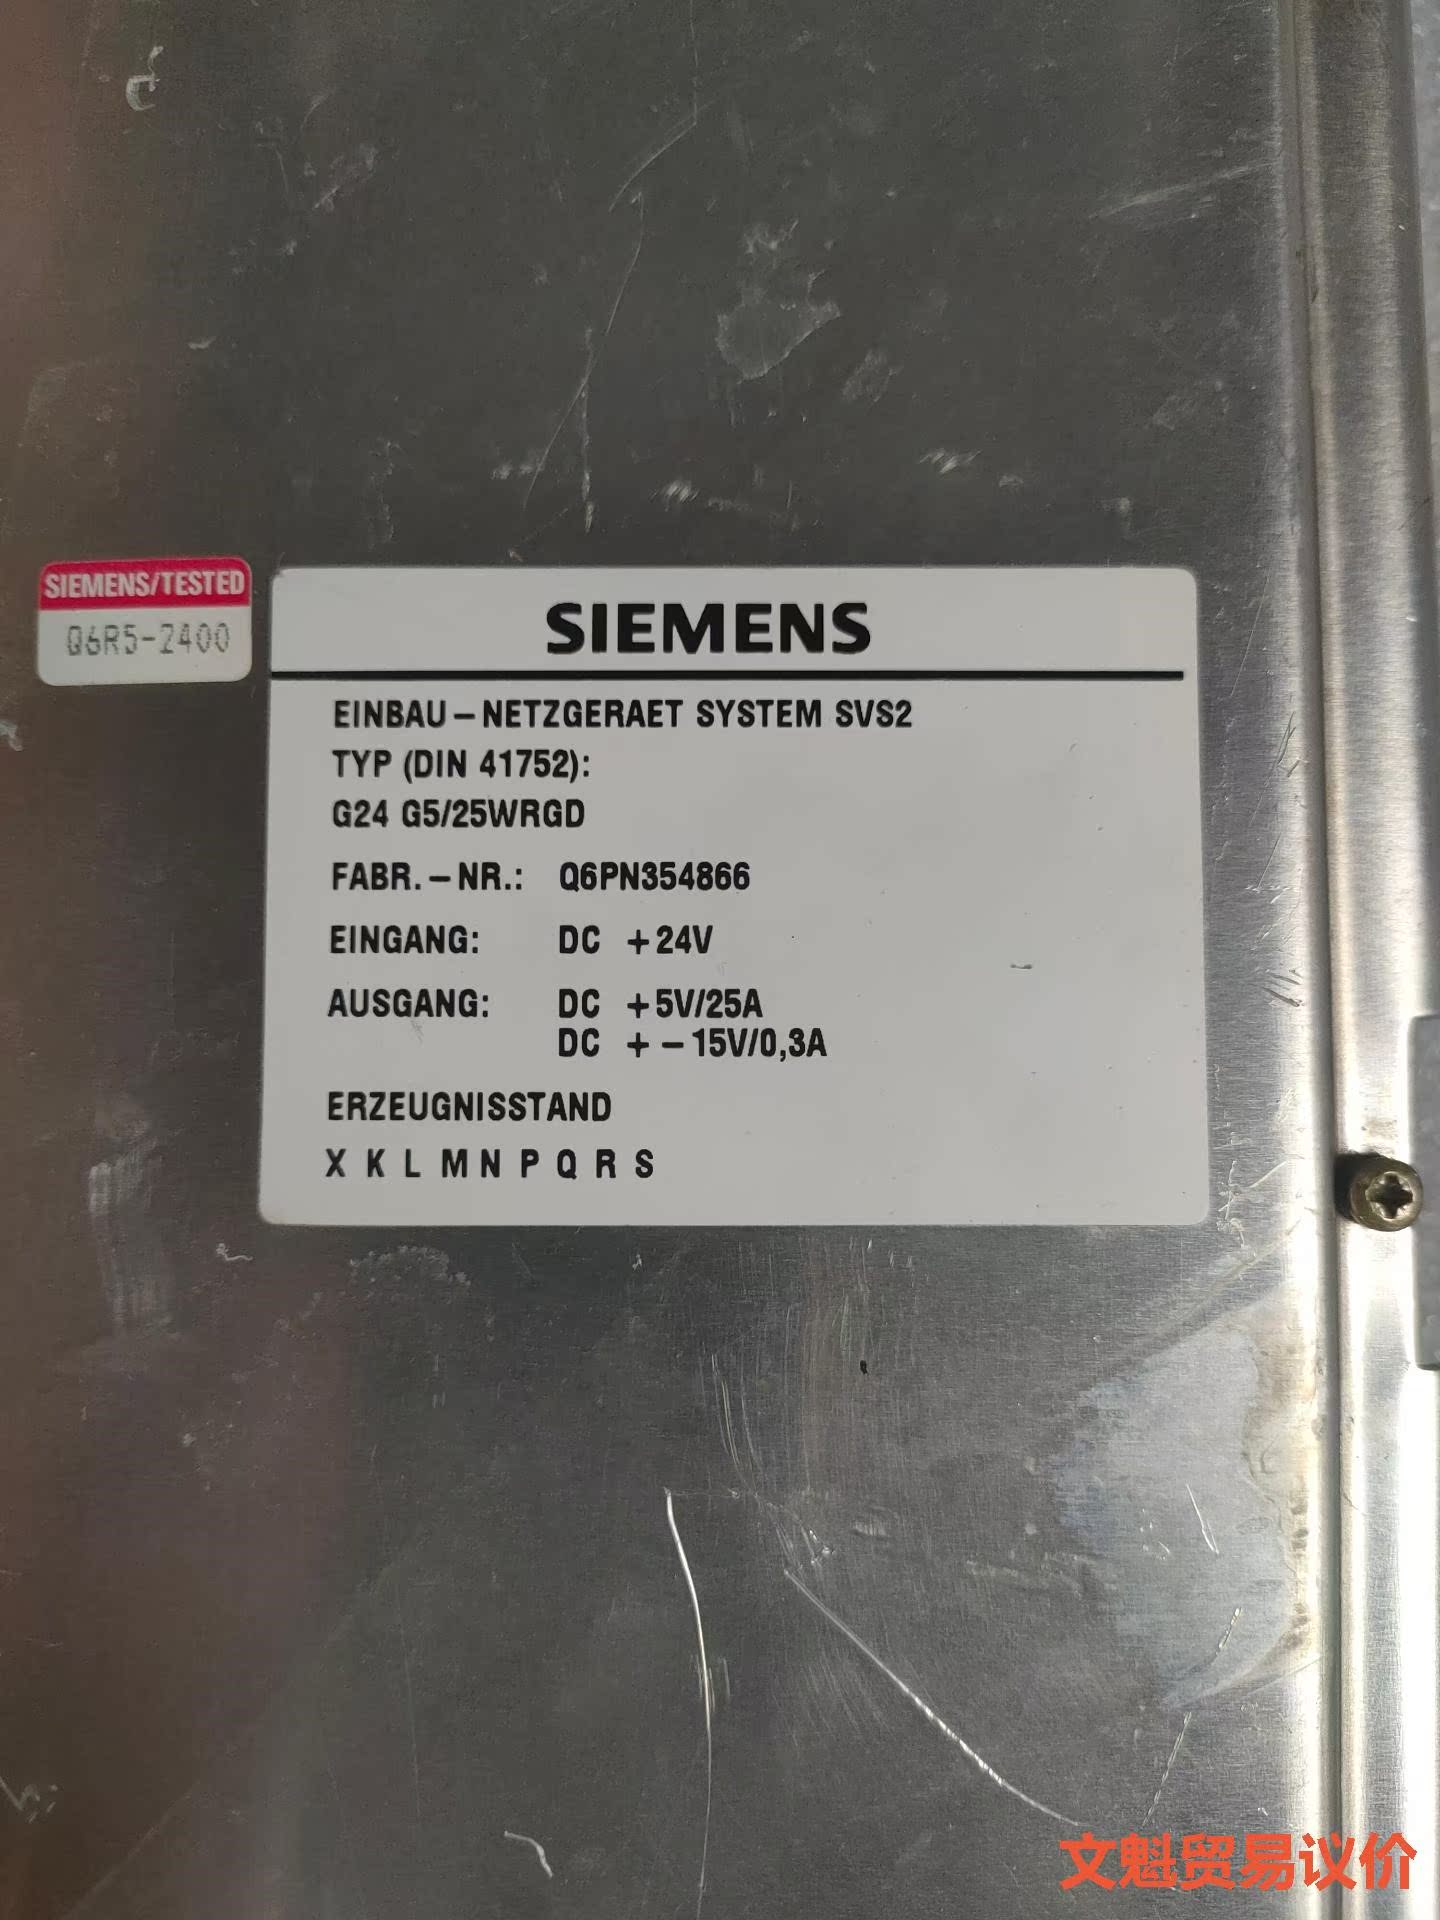 SIEMENS/TESTED
Q6R5-2400
SIEMENS
EINBAU-NETZGERAET SYSTEM SVS2
TYP (DIN 41752):
G24 G5/25WRGD
FABR.-NR.: Q6PN354866
EINGANG: DC +24V
AUSGANG: DC +5V/25A
DC +-15V/0,3A
ERZEUGNISSTAND
X K L M N P Q R S
文魁贸易议价